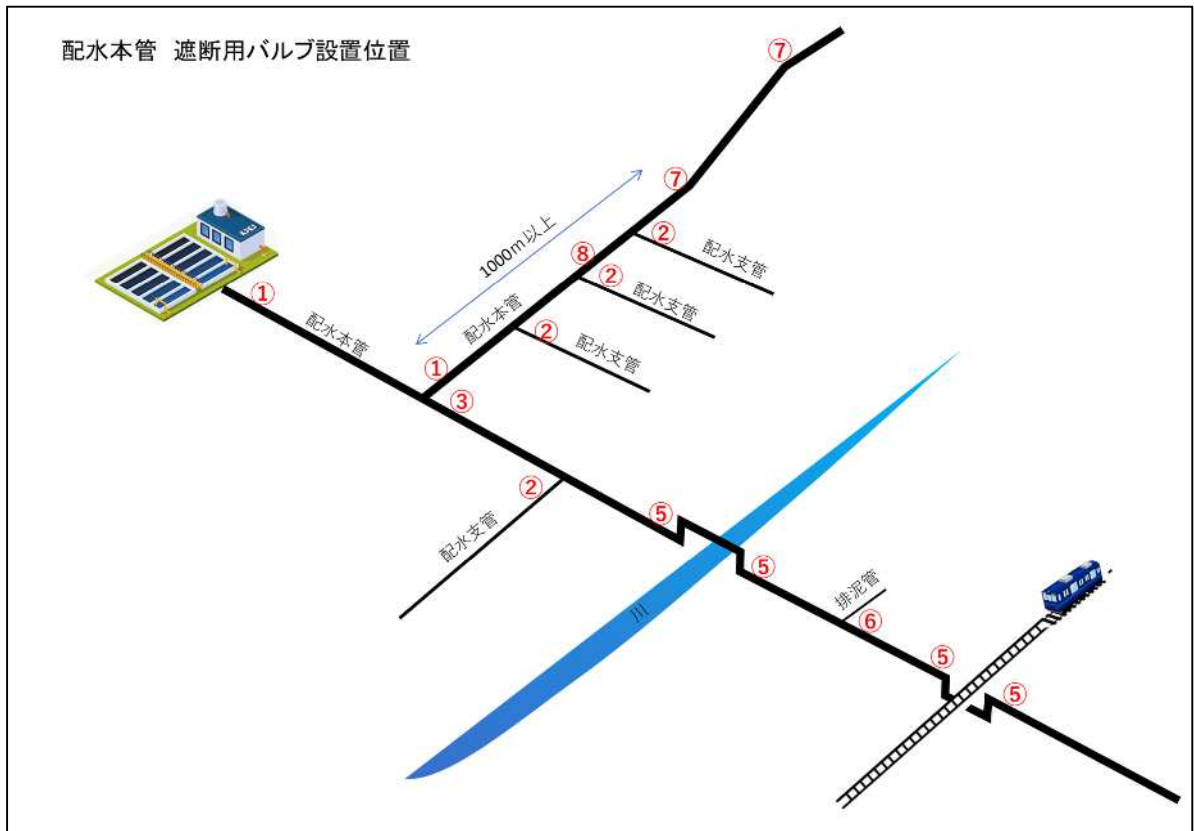 配水本管 遮断用バルブ設置位置
⑦
⑦
1000m以上
②
配水支管
⑧
②
配水支管
配水本管
②
配水支管
①
配水本管
①
③
②
配水支管
⑤
⑤
川
排泥管
⑥
⑤
⑤